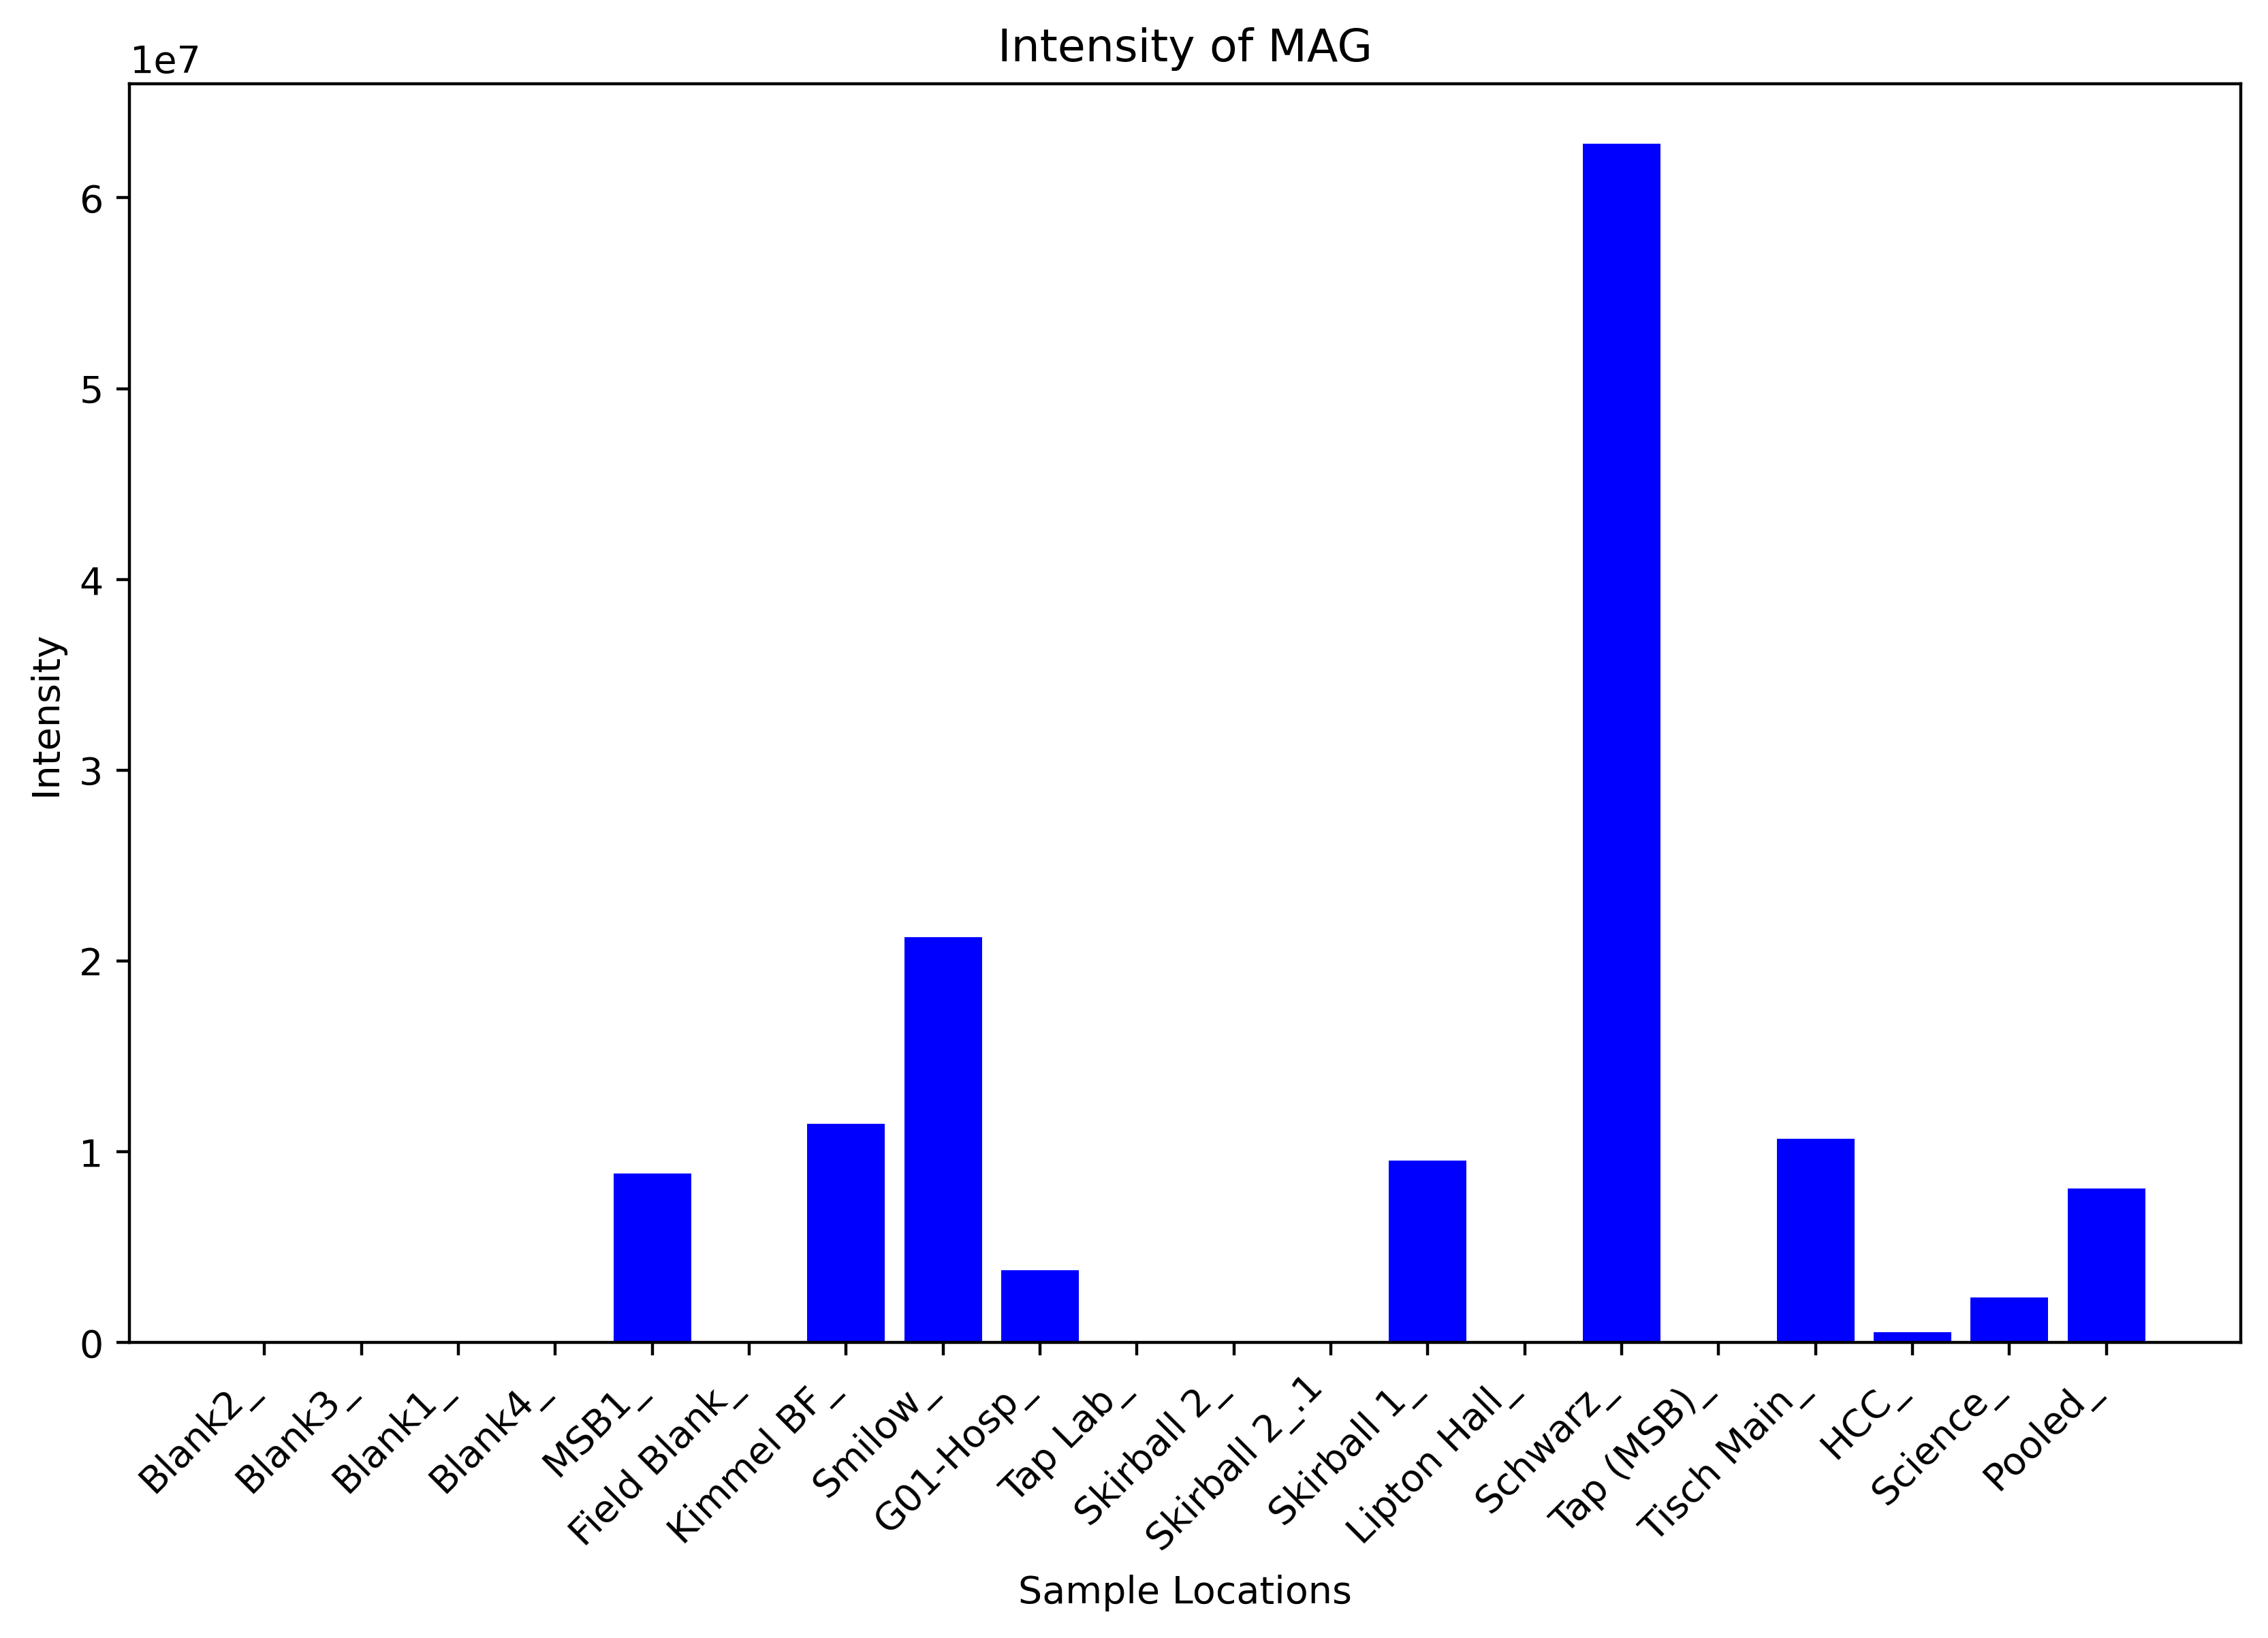 Intensity of MAG
1e7
6
5
4
3
2
1
0
Intensity
Blank2_
Blank3_
Blank1_
Blank4_
MSB1_
Field Blank_
Kimmel BF_
Smilow_
G01-Hosp_
Tap Lab_
Skirball 2_
Skirball 2_.1
Skirball 1_
Lipton Hall_
Schwarz_
Tap (MSB)_
Tisch Main_
HCC_
Science_
Pooled_
Sample Locations